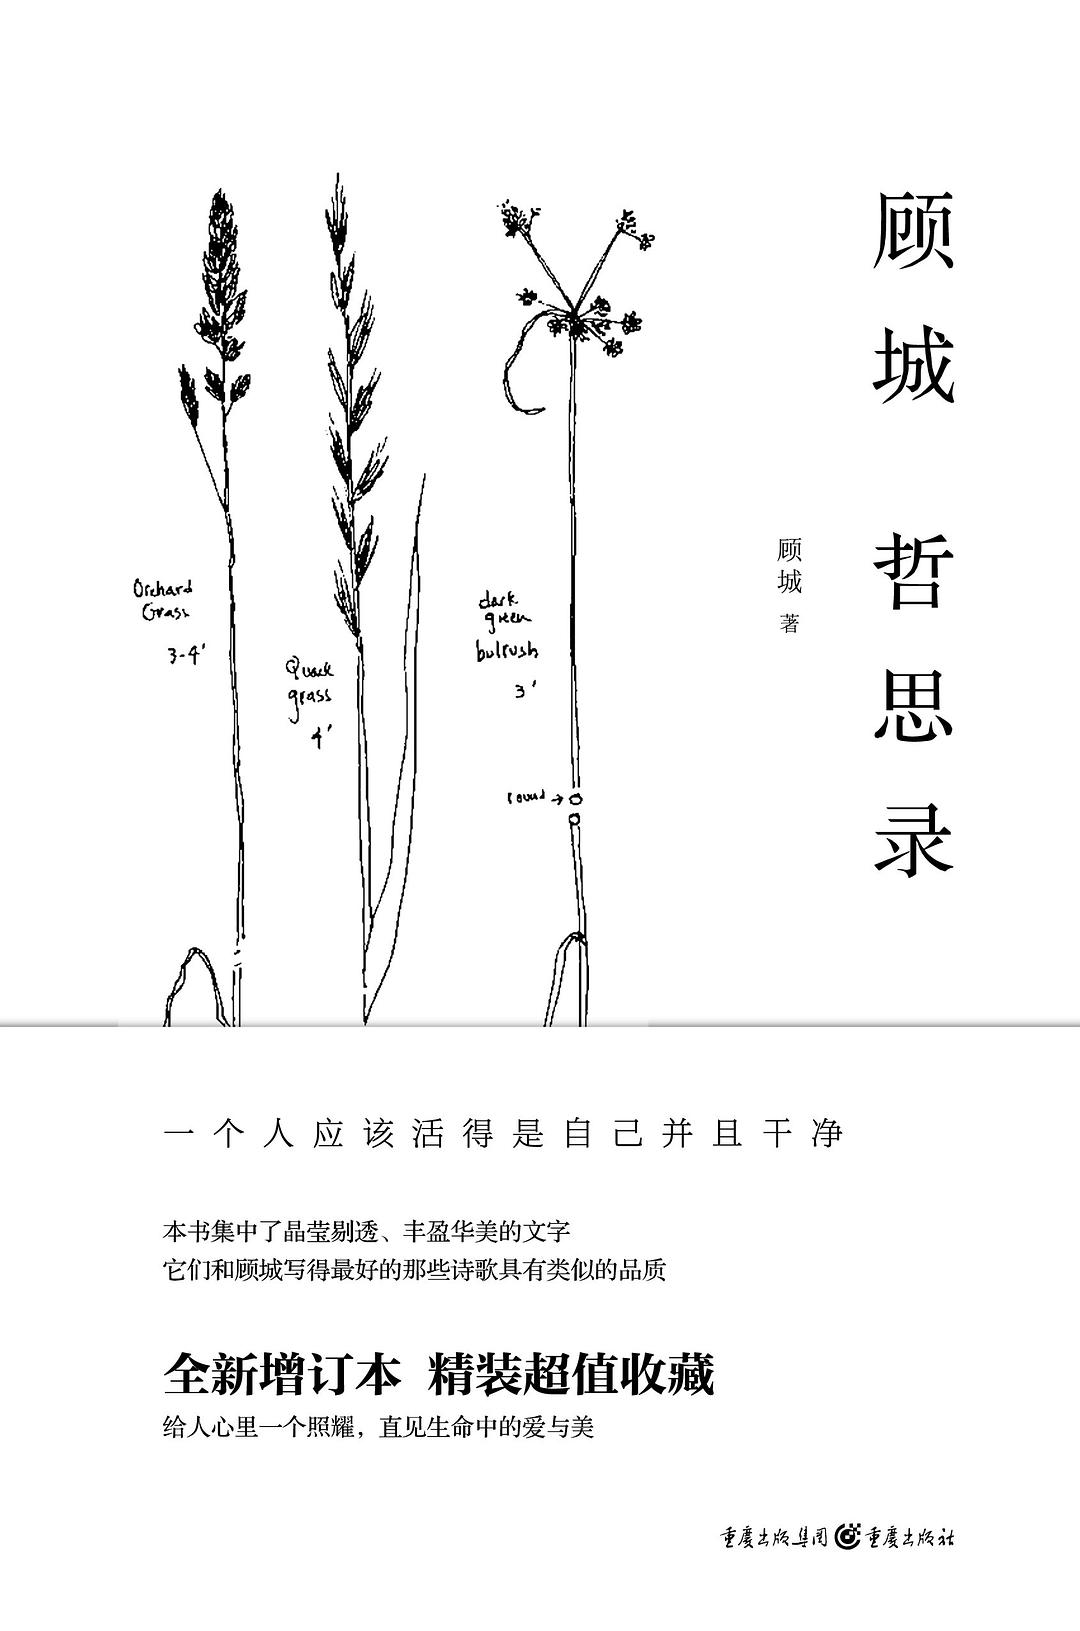 顾城哲思录
顾城 著
Orchard
Grass
3-4'
Quack
grass
4'
dark
green
bulrush
3'
round→
一个人应该活得是自己并且干净
本书集中了晶莹剔透、丰盈华美的文字
它们和顾城写得最好的那些诗歌具有类似的品质
全新增订本 精装超值收藏
给人心里一个照耀，直见生命中的爱与美
重庆出版集团 重庆出版社